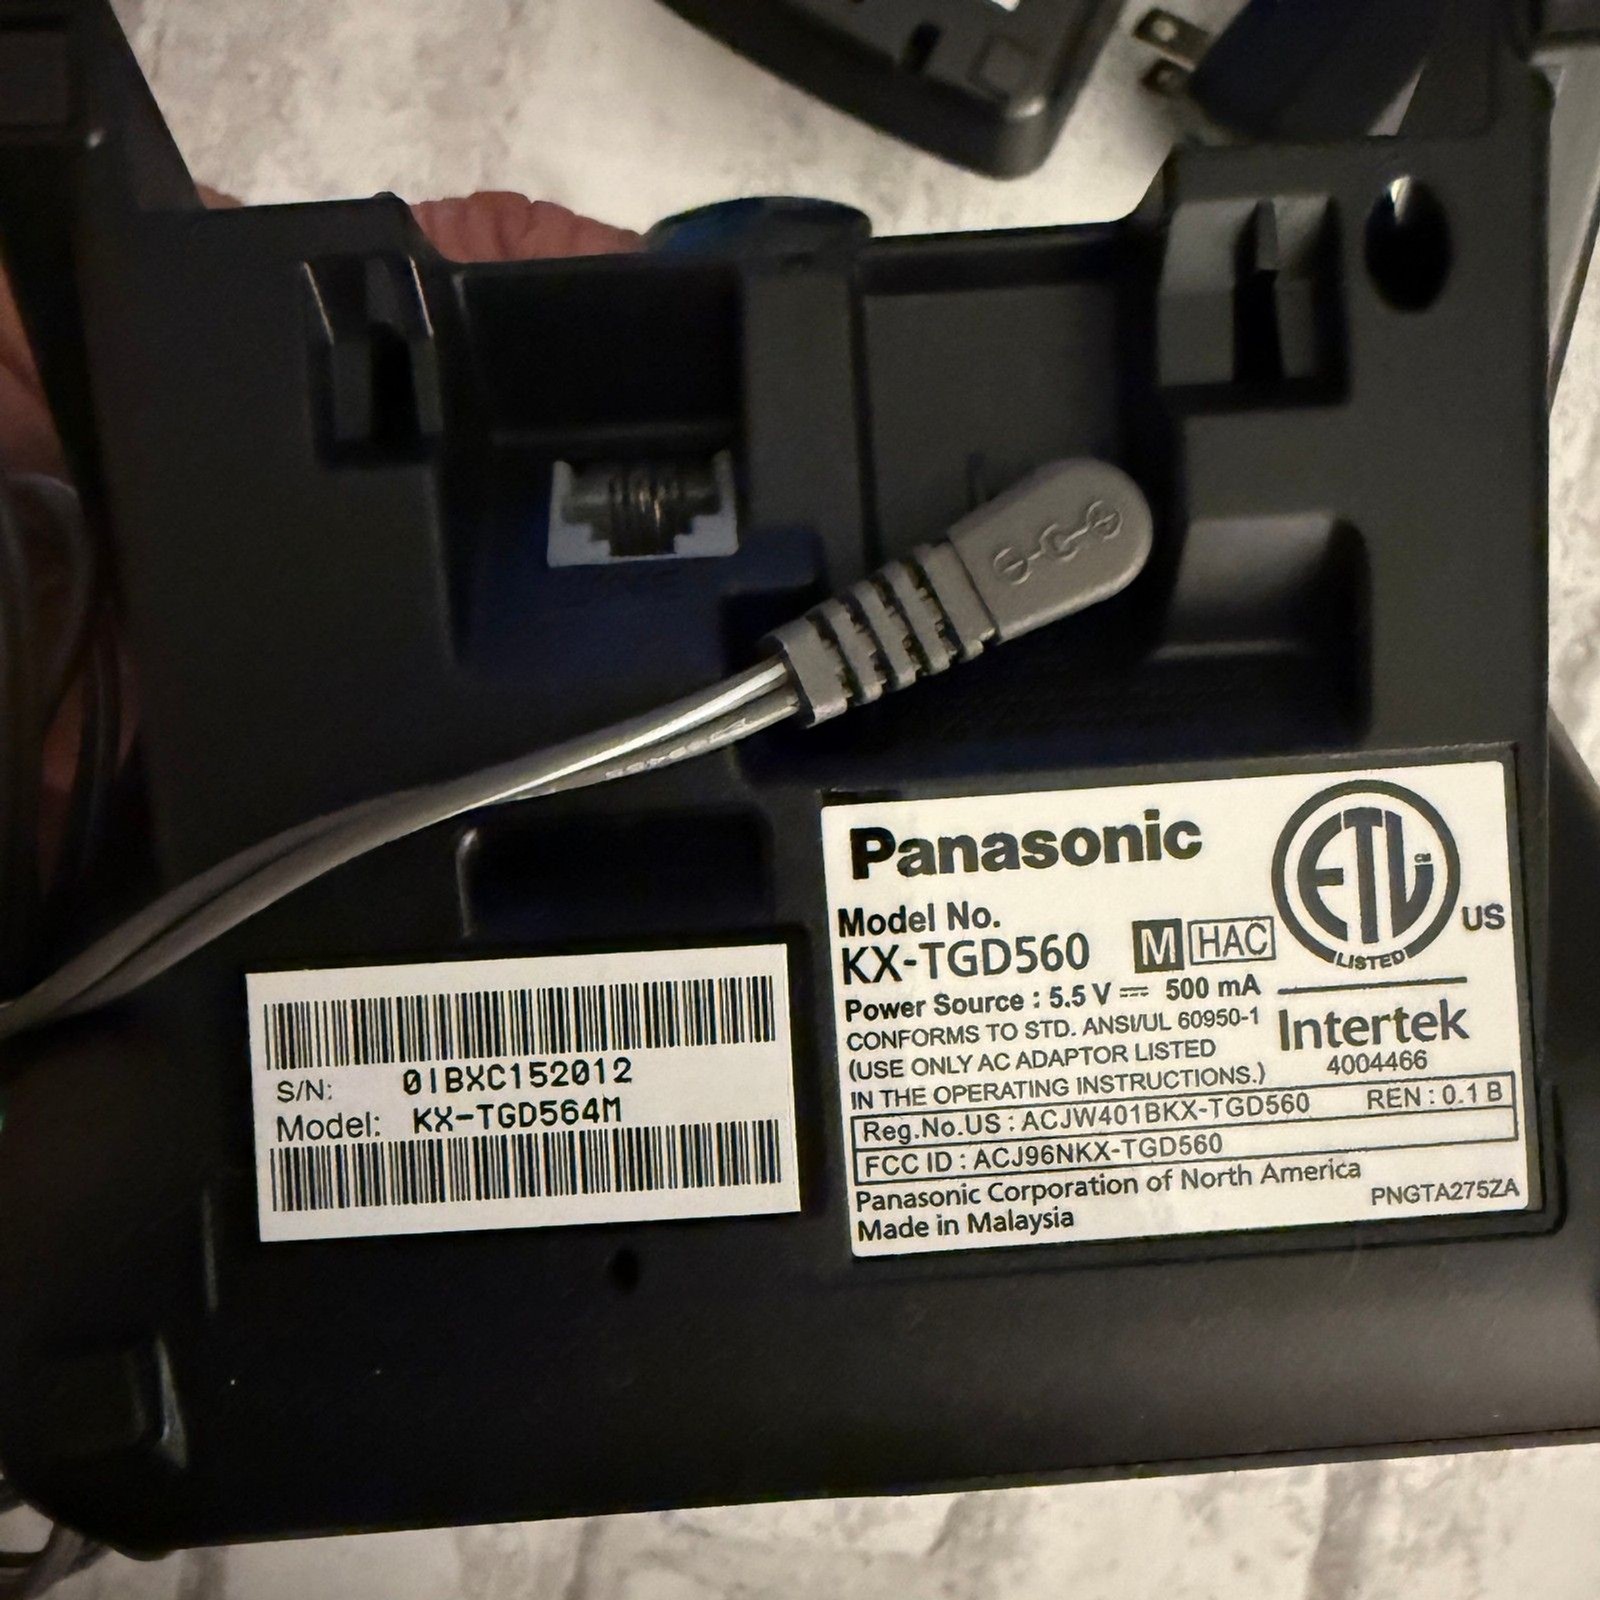 S/N: 0IBXC152012
Model: KX-TGD564M
Panasonic
Model No.
KX-TGD560
M HAC
ETL CM
LISTED
US
Intertek
4004466
Power Source : 5.5 V ⎓ 500 mA
CONFORMS TO STD. ANSI/UL 60950-1
(USE ONLY AC ADAPTOR LISTED
IN THE OPERATING INSTRUCTIONS.)
Reg.No.US : ACJW401BKX-TGD560 REN : 0.1 B
FCC ID : ACJ96NKX-TGD560
Panasonic Corporation of North America
Made in Malaysia
PNGTA275ZA